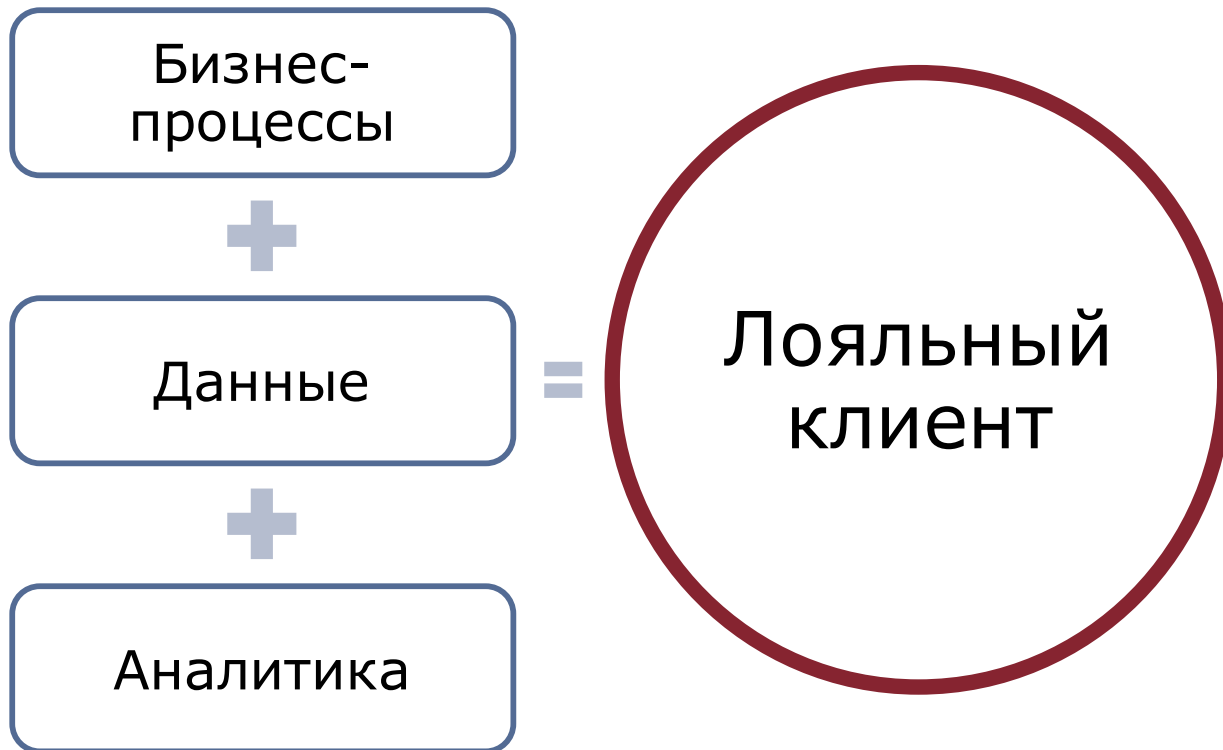 Бизнес-
процессы
+
Данные
+
Аналитика
=
Лояльный
клиент